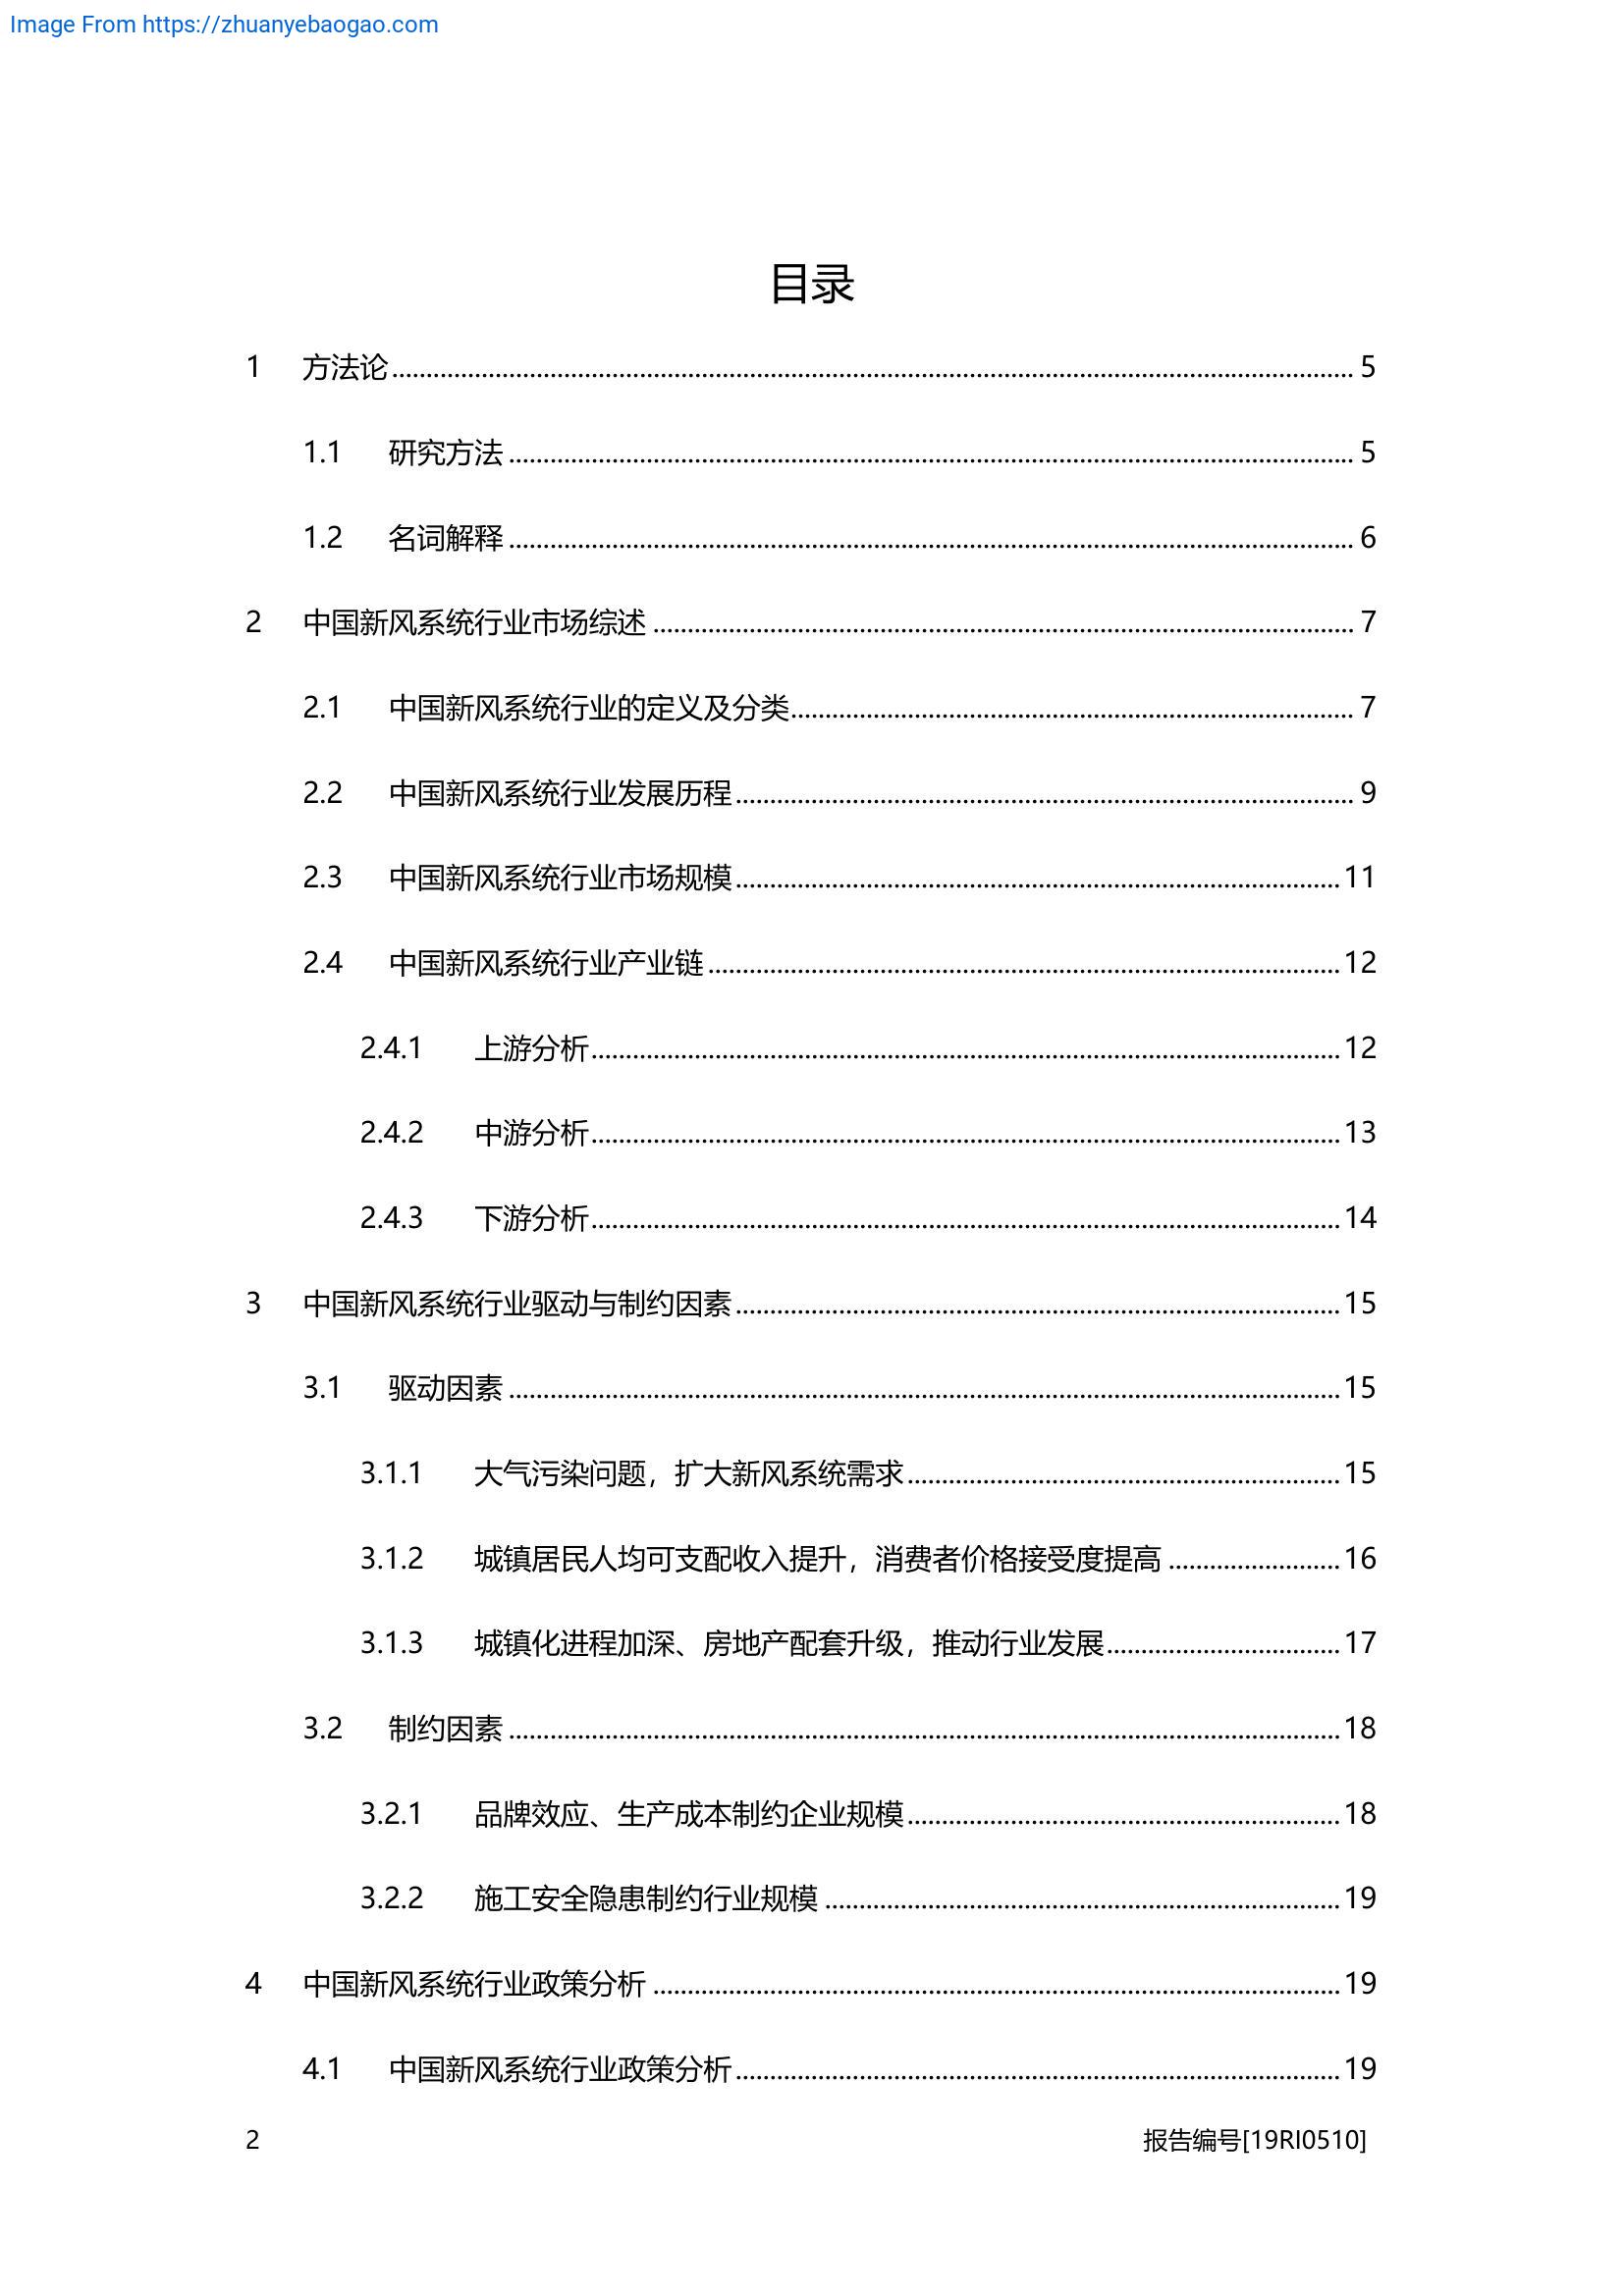 Image From https://zhuanyebaogao.com
目录
1 方法论 5
1.1 研究方法 5
1.2 名词解释 6
2 中国新风系统行业市场综述 7
2.1 中国新风系统行业的定义及分类 7
2.2 中国新风系统行业发展历程 9
2.3 中国新风系统行业市场规模 11
2.4 中国新风系统行业产业链 12
2.4.1 上游分析 12
2.4.2 中游分析 13
2.4.3 下游分析 14
3 中国新风系统行业驱动与制约因素 15
3.1 驱动因素 15
3.1.1 大气污染问题，扩大新风系统需求 15
3.1.2 城镇居民人均可支配收入提升，消费者价格接受度提高 16
3.1.3 城镇化进程加深、房地产配套升级，推动行业发展 17
3.2 制约因素 18
3.2.1 品牌效应、生产成本制约企业规模 18
3.2.2 施工安全隐患制约行业规模 19
4 中国新风系统行业政策分析 19
4.1 中国新风系统行业政策分析 19
2 报告编号[19RI0510]